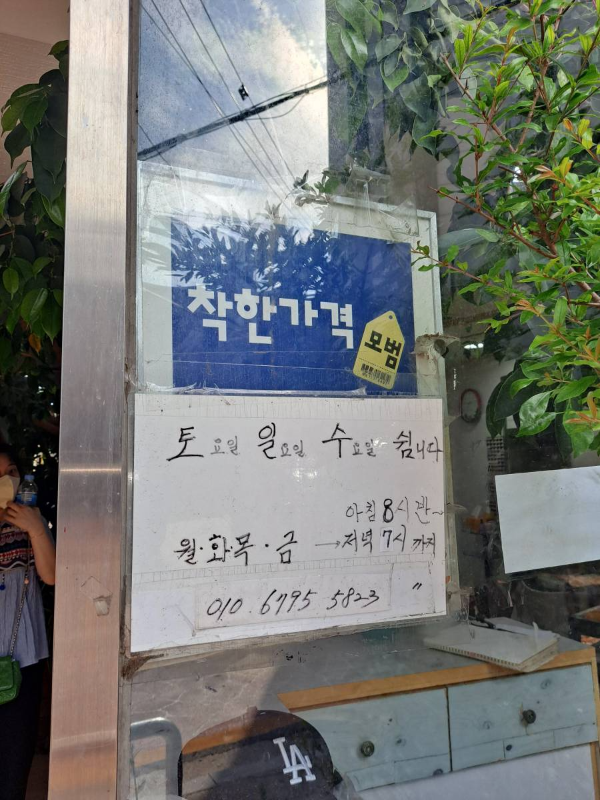 착한가격
모범
토요일 일요일 수요일 쉽니다
아침 8시 관~
월·화목·금 →저녁 7시 까지
010. 6795 5823 "
LA